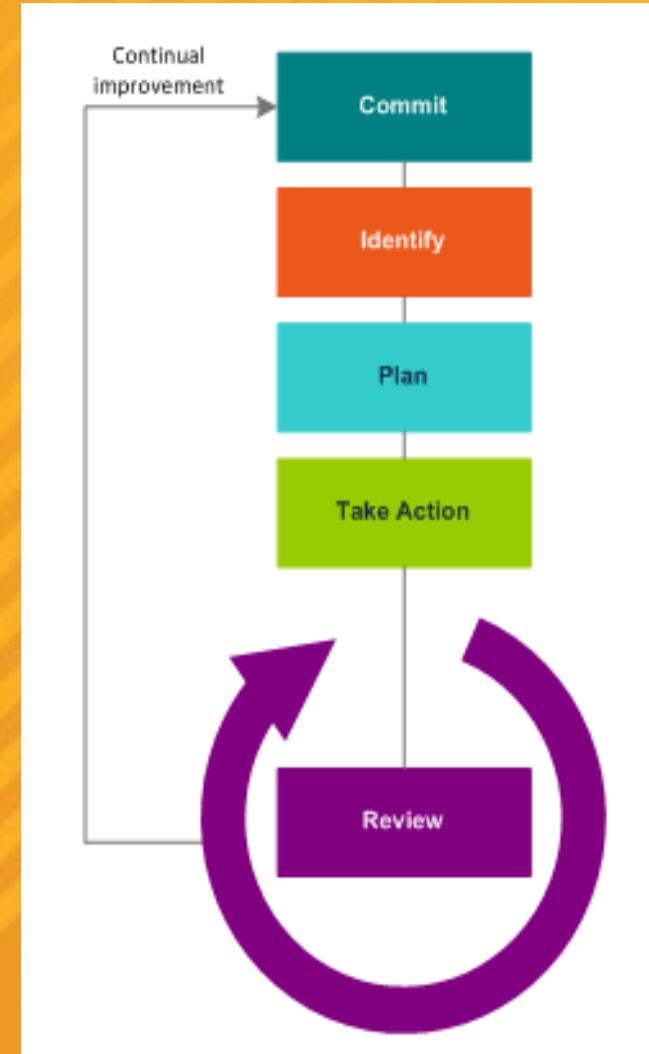 Continual
improvement
Commit
Identify
Plan
Take Action
Review